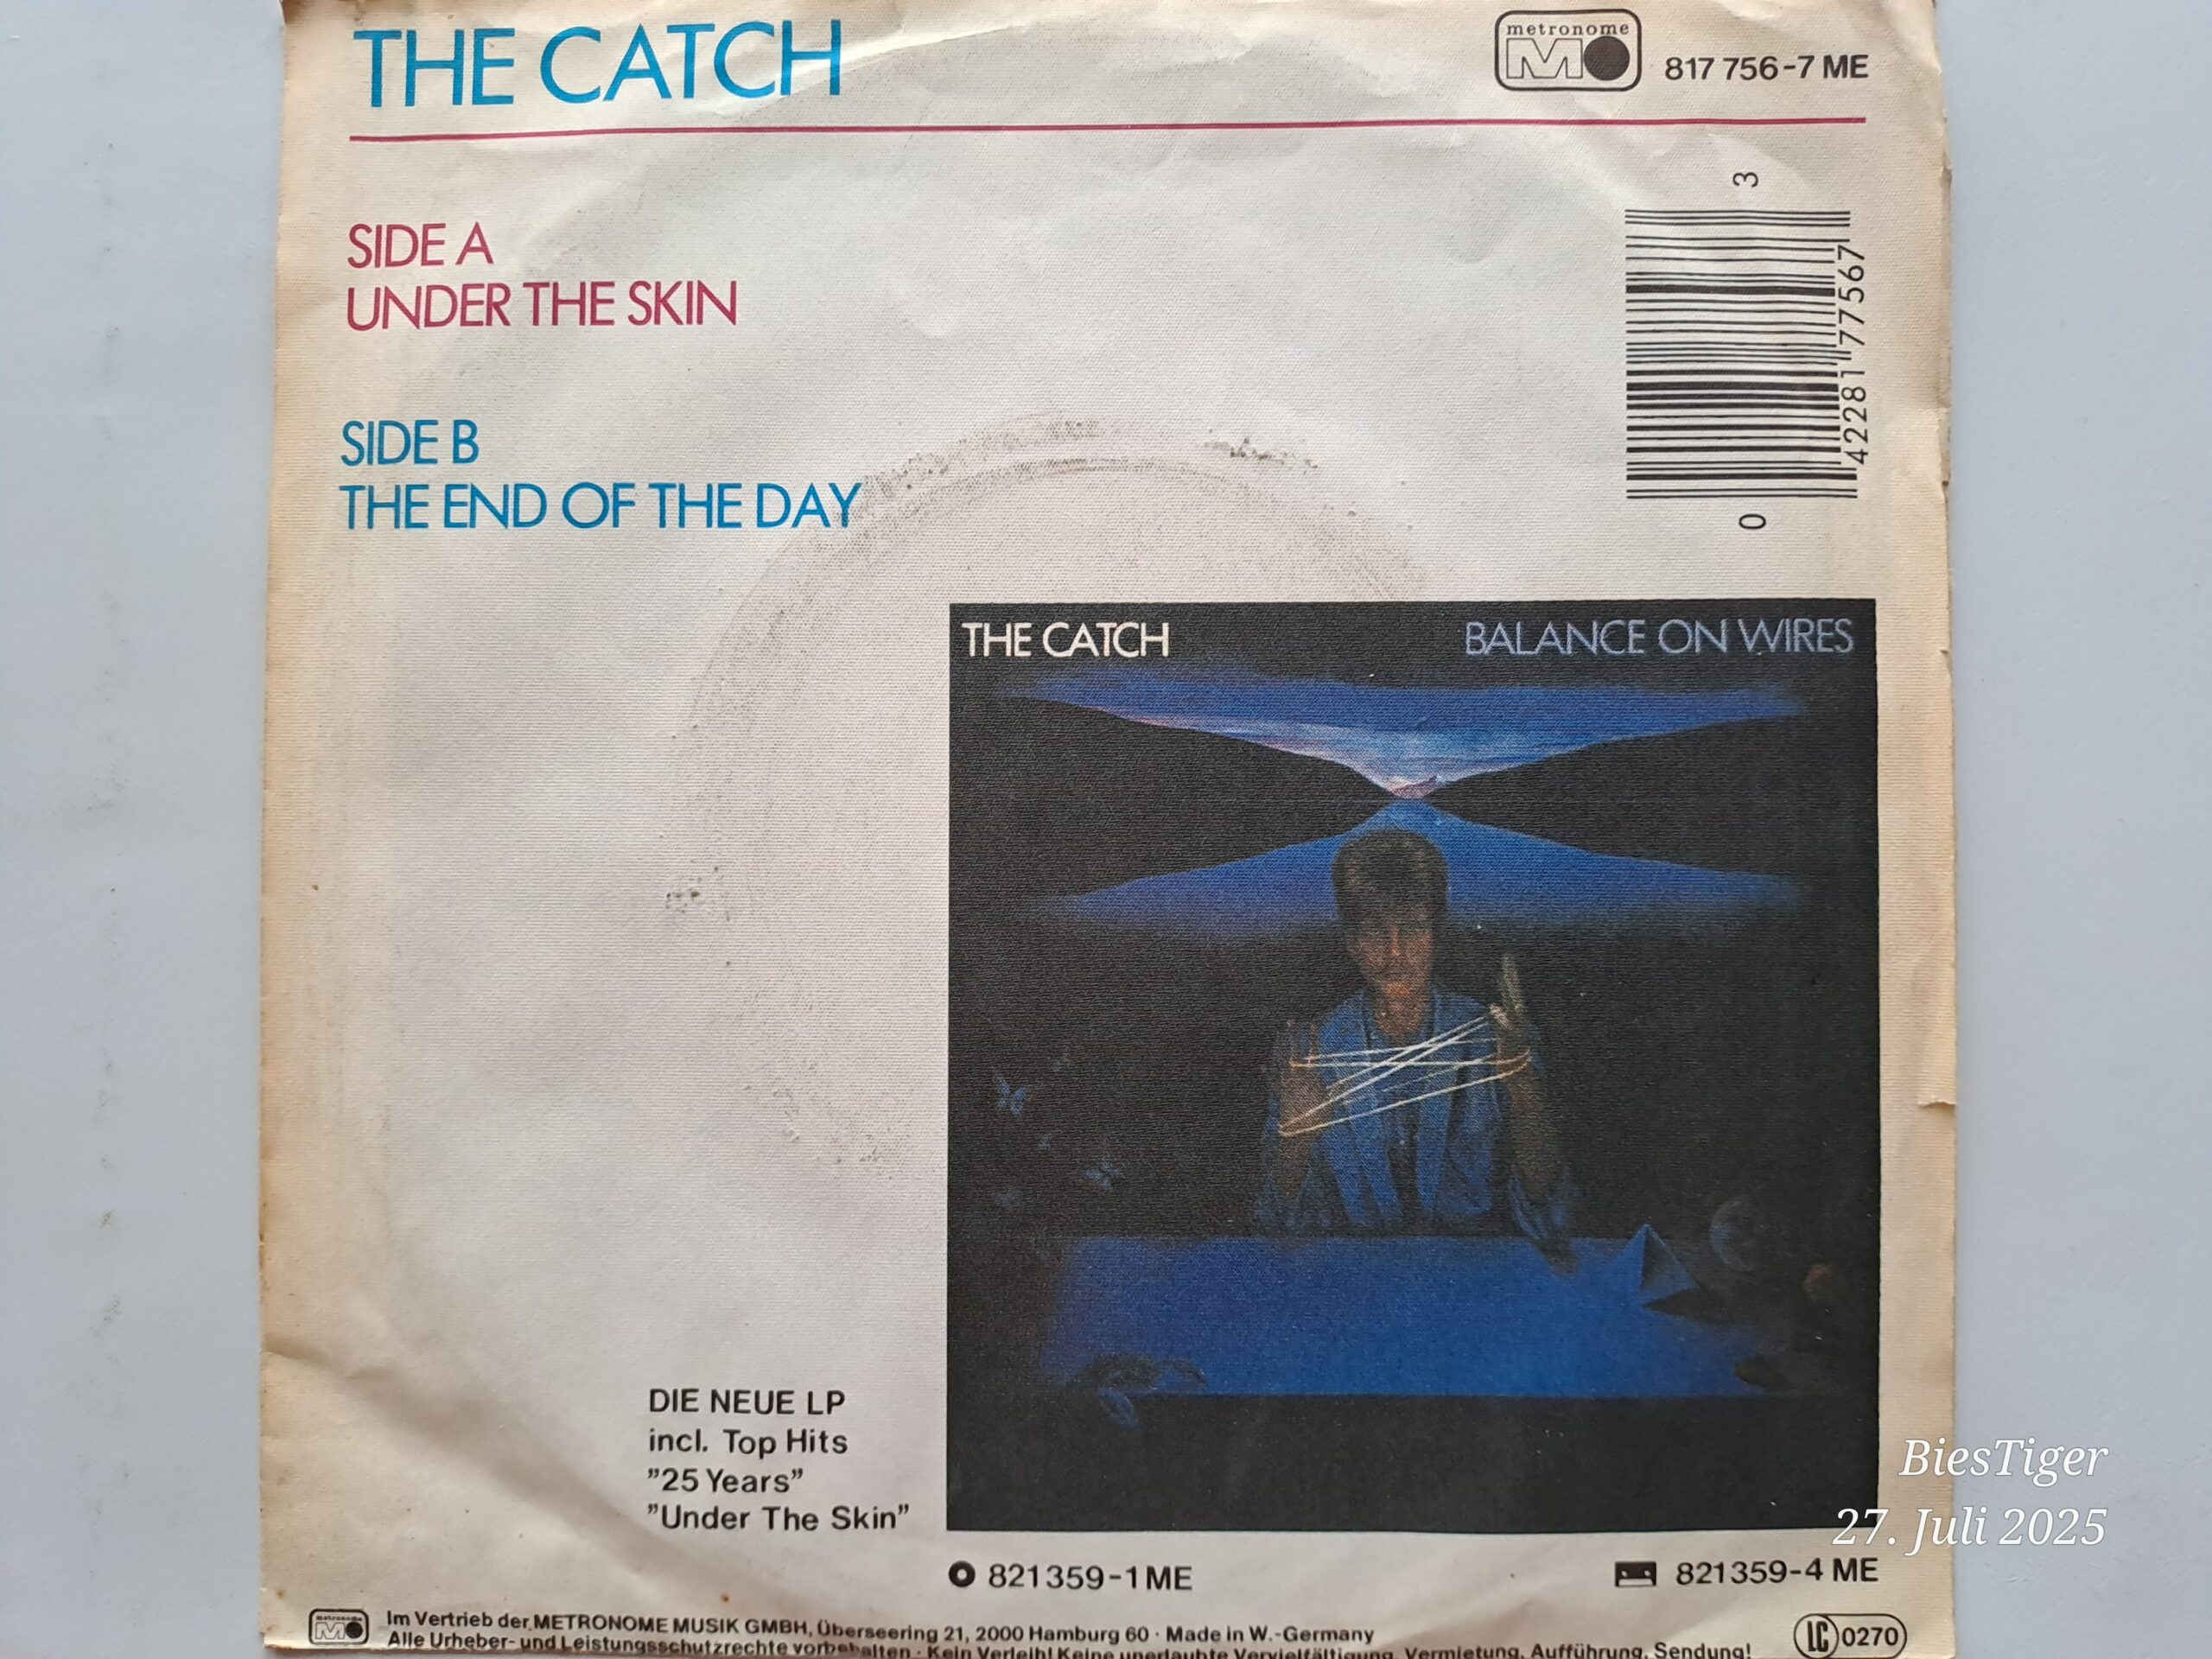 THE CATCH
metronome
817 756-7 ME
SIDE A
UNDER THE SKIN
SIDE B
THE END OF THE DAY
3
42281 77567
0
THE CATCH
BALANCE ON WIRES
DIE NEUE LP
incl. Top Hits
"25 Years"
"Under The Skin"
821359-1 ME
821359-4 ME
BiesTiger
27. Juli 2025
metronome
Im Vertrieb der METRONOME MUSIK GMBH, Überseering 21, 2000 Hamburg 60 · Made in W.-Germany
Alle Urheber- und Leistungsschutzrechte vorbehalten · Kein Verleih! Keine unerlaubte Vervielfältigung, Vermietung, Aufführung, Sendung!
LC 0270